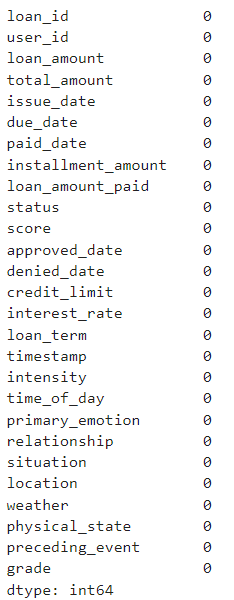 loan_id 0
user_id 0
loan_amount 0
total_amount 0
issue_date 0
due_date 0
paid_date 0
installment_amount 0
loan_amount_paid 0
status 0
score 0
approved_date 0
denied_date 0
credit_limit 0
interest_rate 0
loan_term 0
timestamp 0
intensity 0
time_of_day 0
primary_emotion 0
relationship 0
situation 0
location 0
weather 0
physical_state 0
preceding_event 0
grade 0
dtype: int64